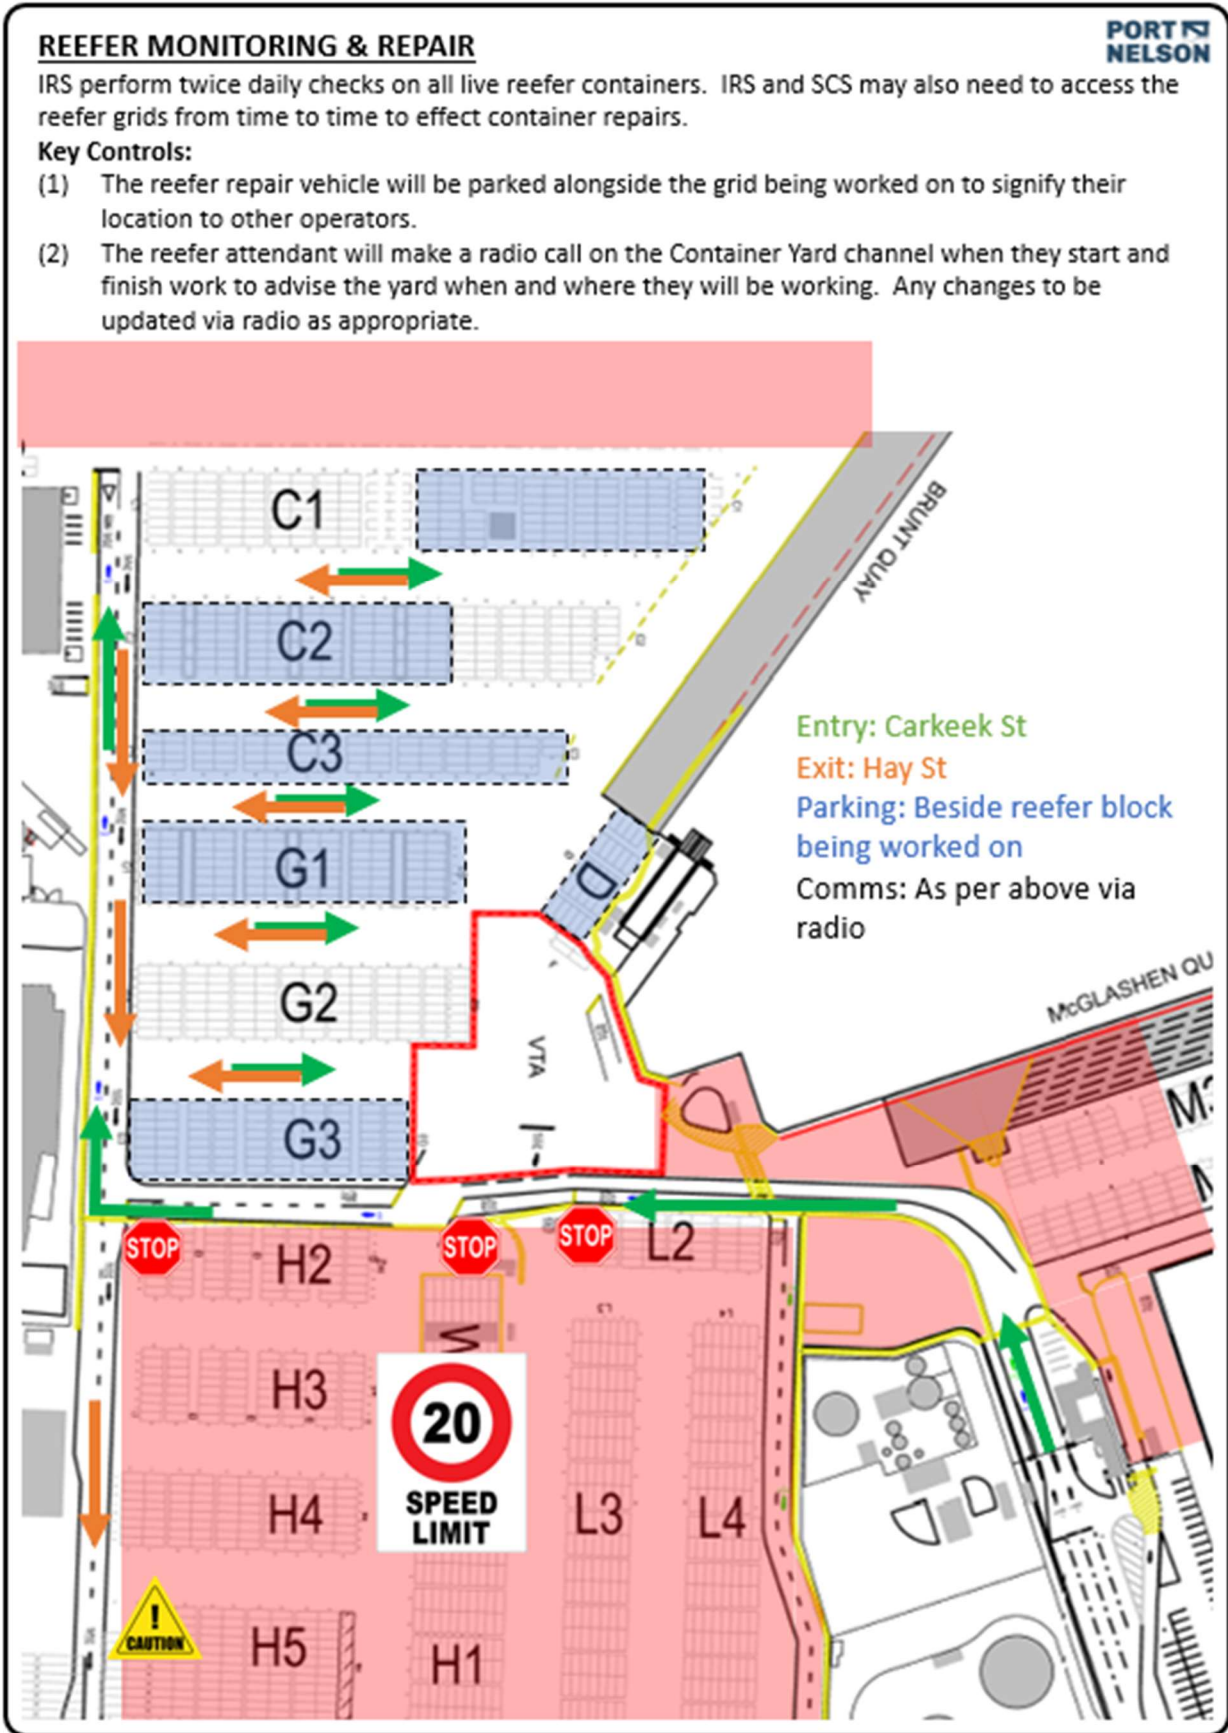 REEFER MONITORING & REPAIR
PORT
NELSON
IRS perform twice daily checks on all live reefer containers. IRS and SCS may also need to access the
reefer grids from time to time to effect container repairs.
Key Controls:
(1) The reefer repair vehicle will be parked alongside the grid being worked on to signify their
location to other operators.
(2) The reefer attendant will make a radio call on the Container Yard channel when they start and
finish work to advise the yard when and where they will be working. Any changes to be
updated via radio as appropriate.
C1
BRUNT QUAY
C2
C3
Entry: Carkeek St
Exit: Hay St
Parking: Beside reefer block
being worked on
Comms: As per above via
radio
G1
D
G2
VTA
McGLASHEN QU
G3
STOP
STOP
STOP
H2
L2
H3
20
SPEED
LIMIT
H4
L3
L4
!
CAUTION
H5
H1